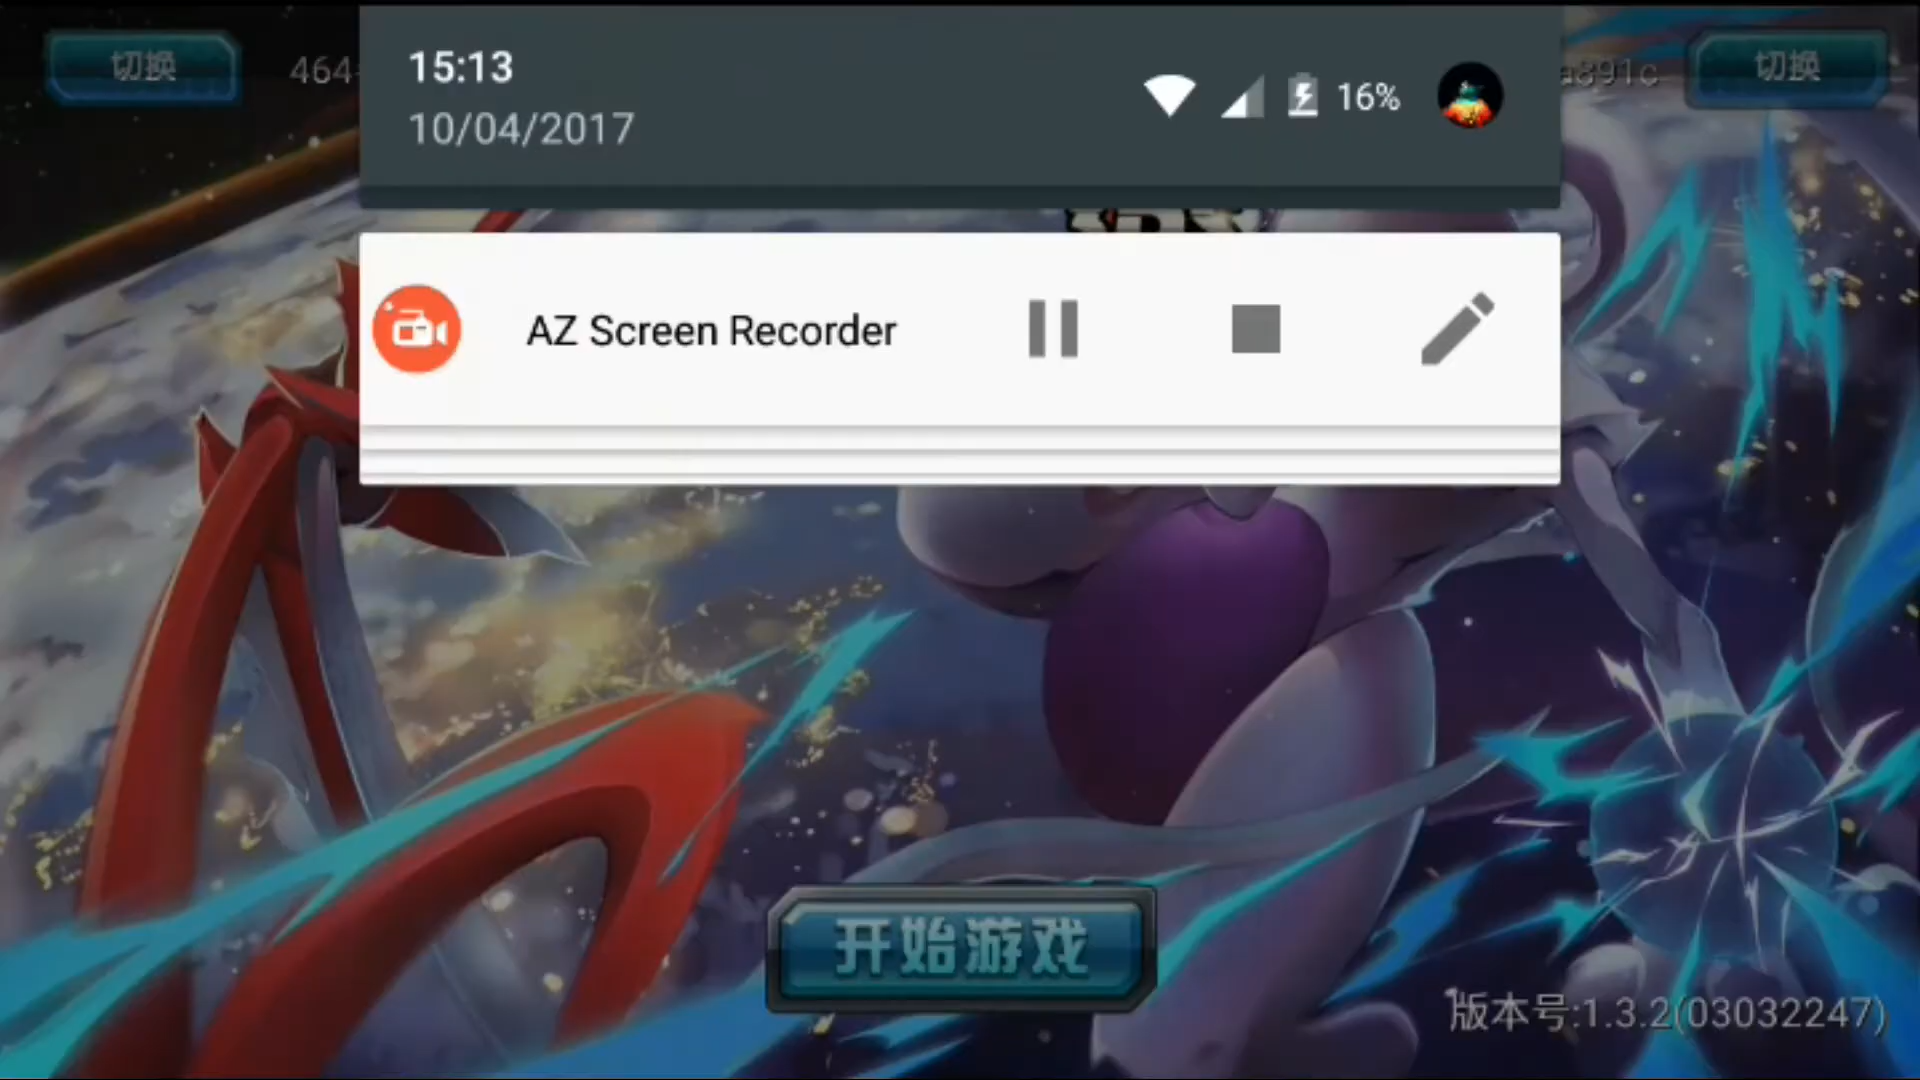 切换
464
15:13
10/04/2017
16%
a891c
切换
AZ Screen Recorder
开始游戏
版本号:1.3.2(03032247)